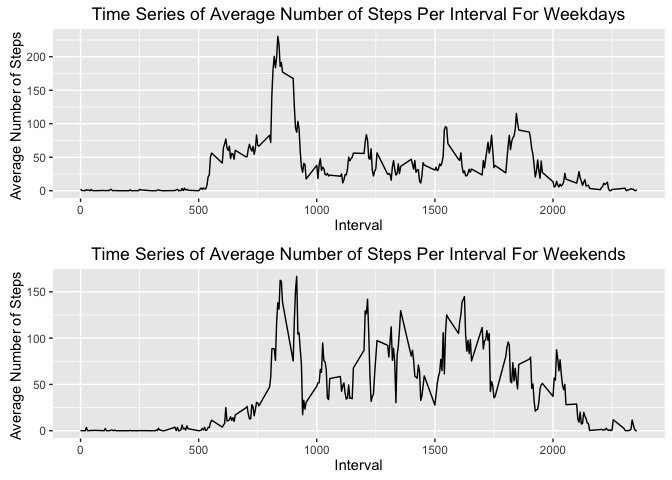 Time Series of Average Number of Steps Per Interval For Weekdays
Average Number of Steps
200
150
100
50
0
0 500 1000 1500 2000
Interval
Time Series of Average Number of Steps Per Interval For Weekends
Average Number of Steps
150
100
50
0
0 500 1000 1500 2000
Interval